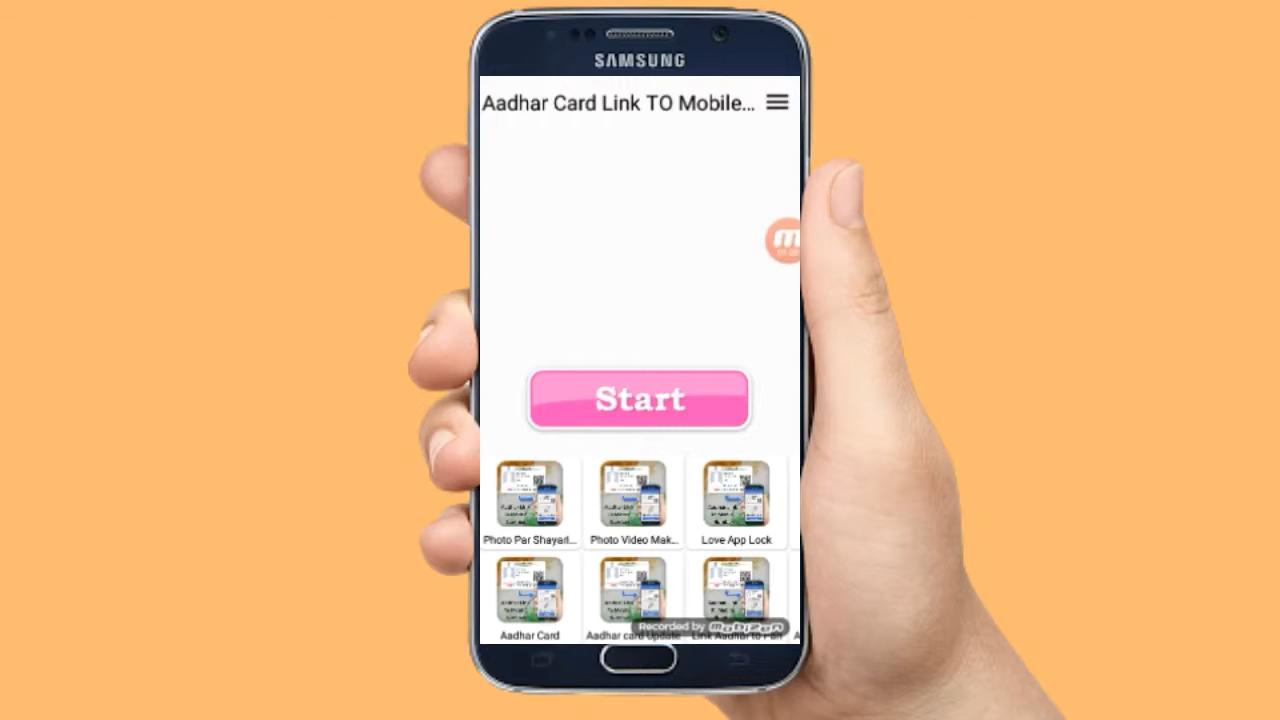 SAMSUNG
Aadhar Card Link TO Mobile...
Start
Photo Par Shayari...
Photo Video Mak...
Love App Lock
Aadhar Card
Aadhar card Update
Link Aadhar to Pan
Recorded by mobizen